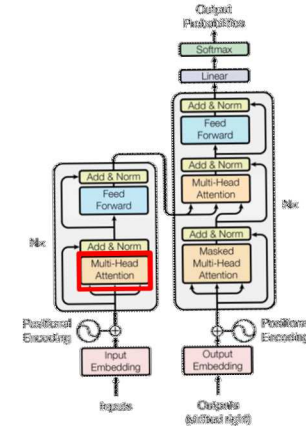 Output
Probabilities
Softmax
Linear
Add & Norm
Feed
Forward
Add & Norm
Multi-Head
Attention
Add & Norm
Masked
Multi-Head
Attention
Nx
Add & Norm
Feed
Forward
Nx
Add & Norm
Multi-Head
Attention
Positional
Encoding
Positional
Encoding
Input
Embedding
Output
Embedding
Inputs
Outputs
(shifted right)